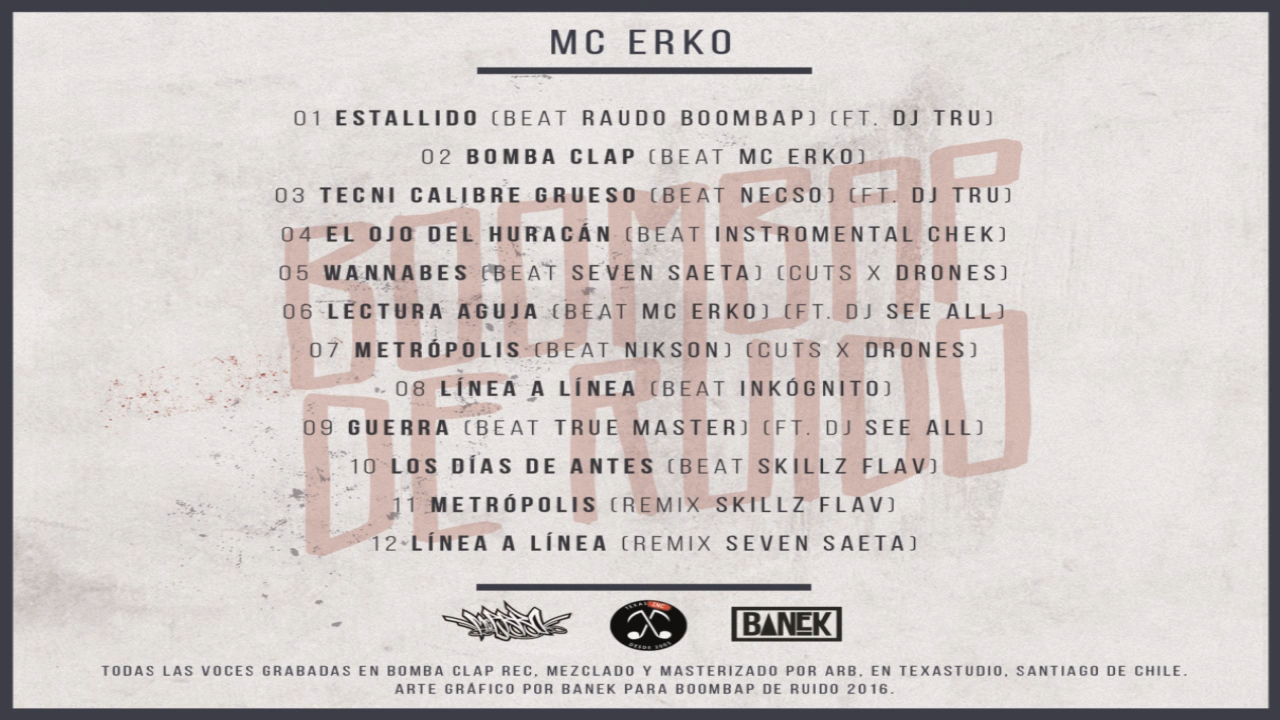 MC ERKO
01 ESTALLIDO (BEAT RAUDO BOOMBAP) (FT. DJ TRU)
02 BOMBA CLAP (BEAT MC ERKO)
03 TECNI CALIBRE GRUESO (BEAT NECSO) (FT. DJ TRU)
04 EL OJO DEL HURACÁN (BEAT INSTROMENTAL CHEK)
05 WANNABES (BEAT SEVEN SAETA) (CUTS X DRONES)
06 LECTURA AGUJA (BEAT MC ERKO) (FT. DJ SEE ALL)
07 METRÓPOLIS (BEAT NIKSON) (CUTS X DRONES)
08 LÍNEA A LÍNEA (BEAT INKÓGNITO)
09 GUERRA (BEAT TRUE MASTER) (FT. DJ SEE ALL)
10 LOS DÍAS DE ANTES (BEAT SKILLZ FLAV)
11 METRÓPOLIS (REMIX SKILLZ FLAV)
12 LÍNEA A LÍNEA (REMIX SEVEN SAETA)
BOOMBAP
DE RUIDO
TEXAS INC
BANEK
TODAS LAS VOCES GRABADAS EN BOMBA CLAP REC, MEZCLADO Y MASTERIZADO POR ARB, EN TEXASTUDIO, SANTIAGO DE CHILE.
ARTE GRÁFICO POR BANEK PARA BOOMBAP DE RUIDO 2016.